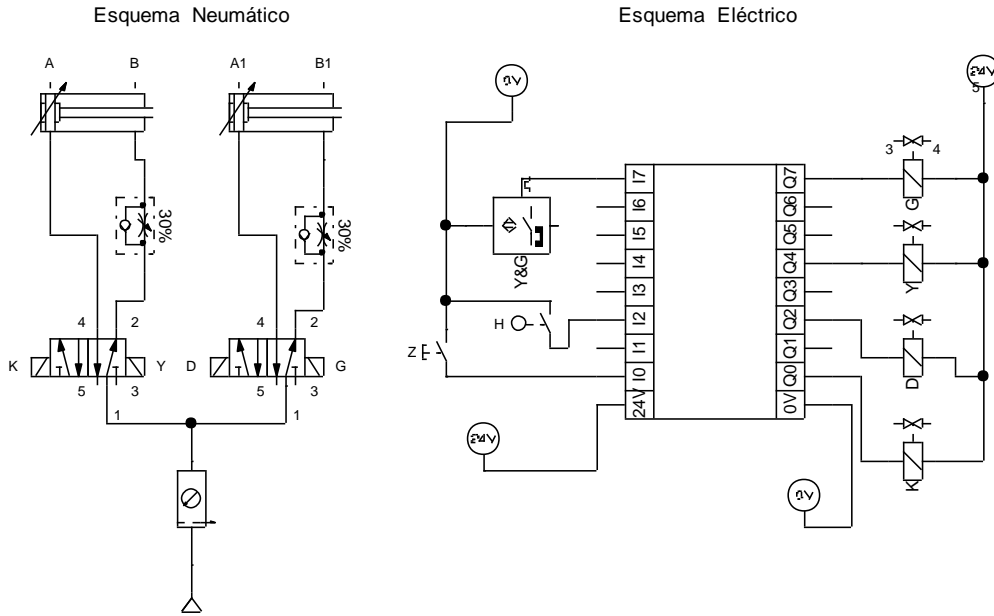 Esquema Neumático
A
B
A1
B1
30%
30%
4
2
4
2
K
Y
D
G
5
3
5
3
1
1
Esquema Eléctrico
0V
24V
5
3
4
G
Y
D
K
Y&G
H
Z
I7
I6
I5
I4
I3
I2
I1
I0
24V
Q7
Q6
Q5
Q4
Q3
Q2
Q1
Q0
0V
24V
0V